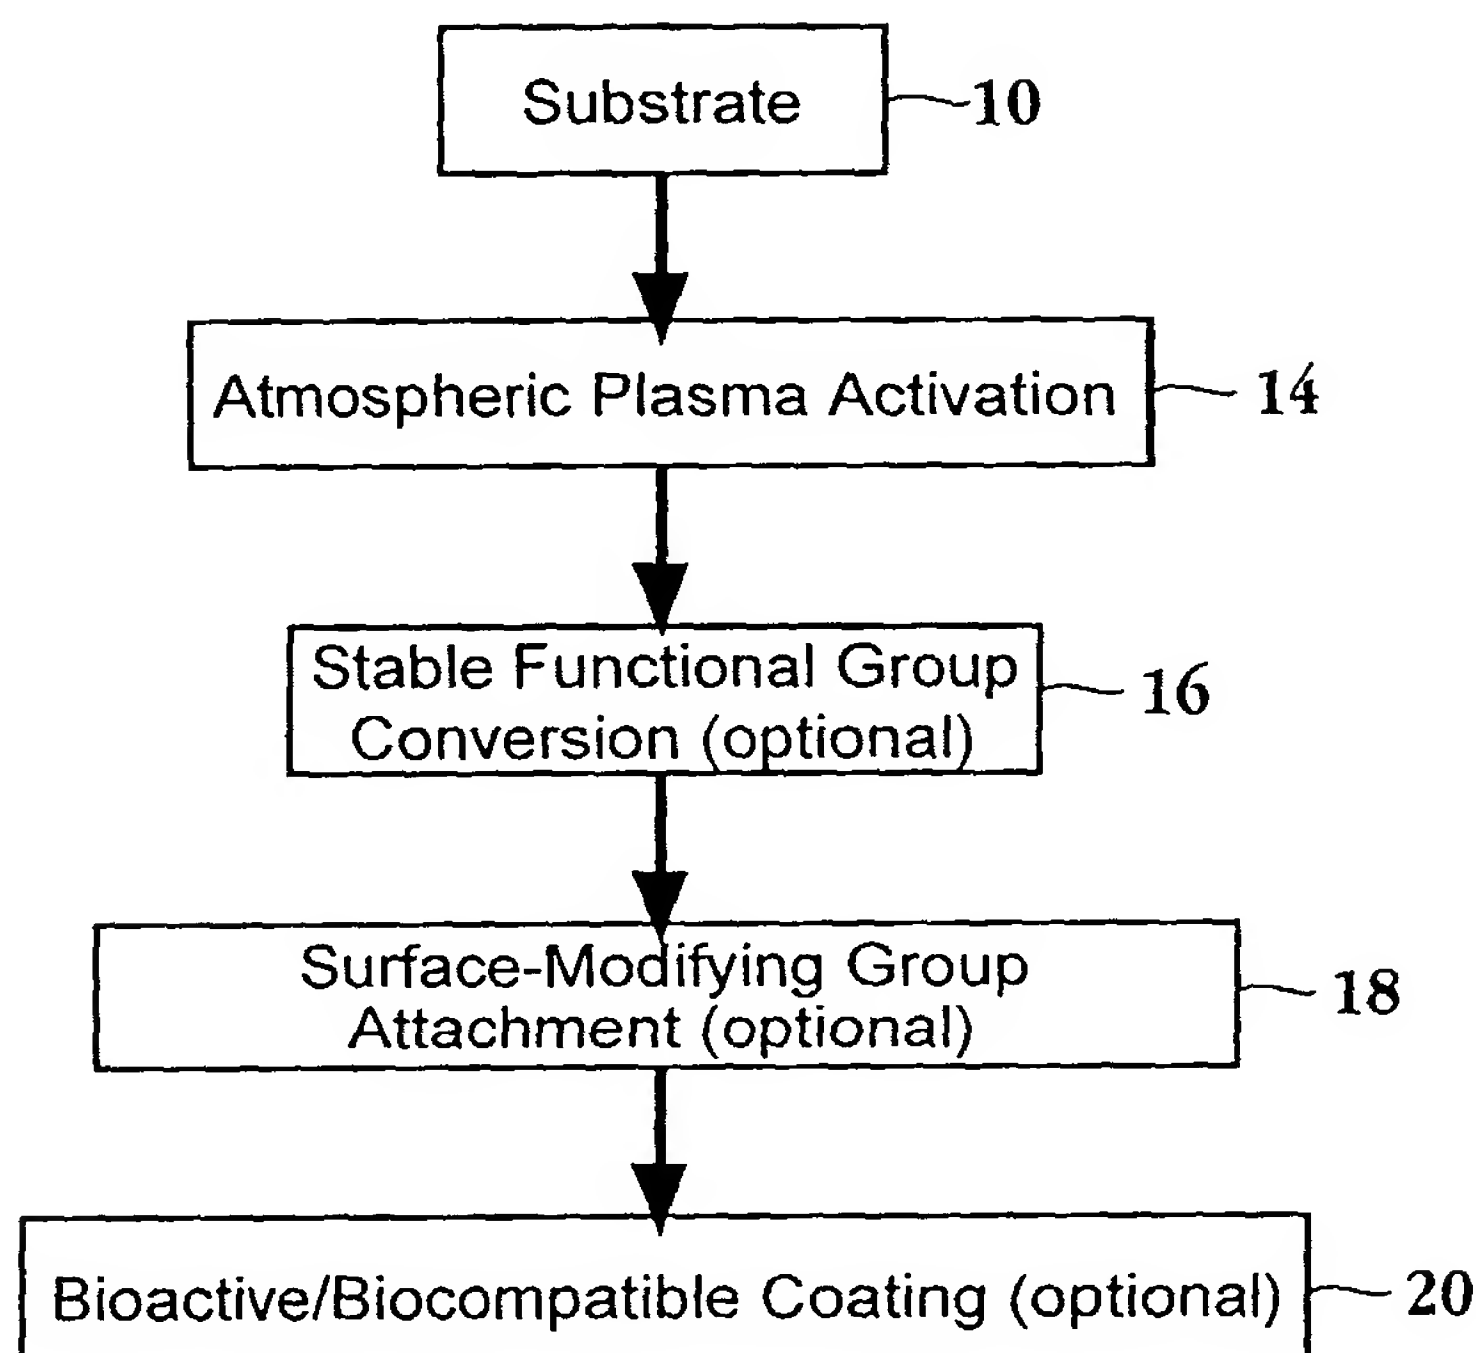 Substrate
10
Atmospheric Plasma Activation
14
Stable Functional Group
Conversion (optional)
16
Surface-Modifying Group
Attachment (optional)
18
Bioactive/Biocompatible Coating (optional)
20